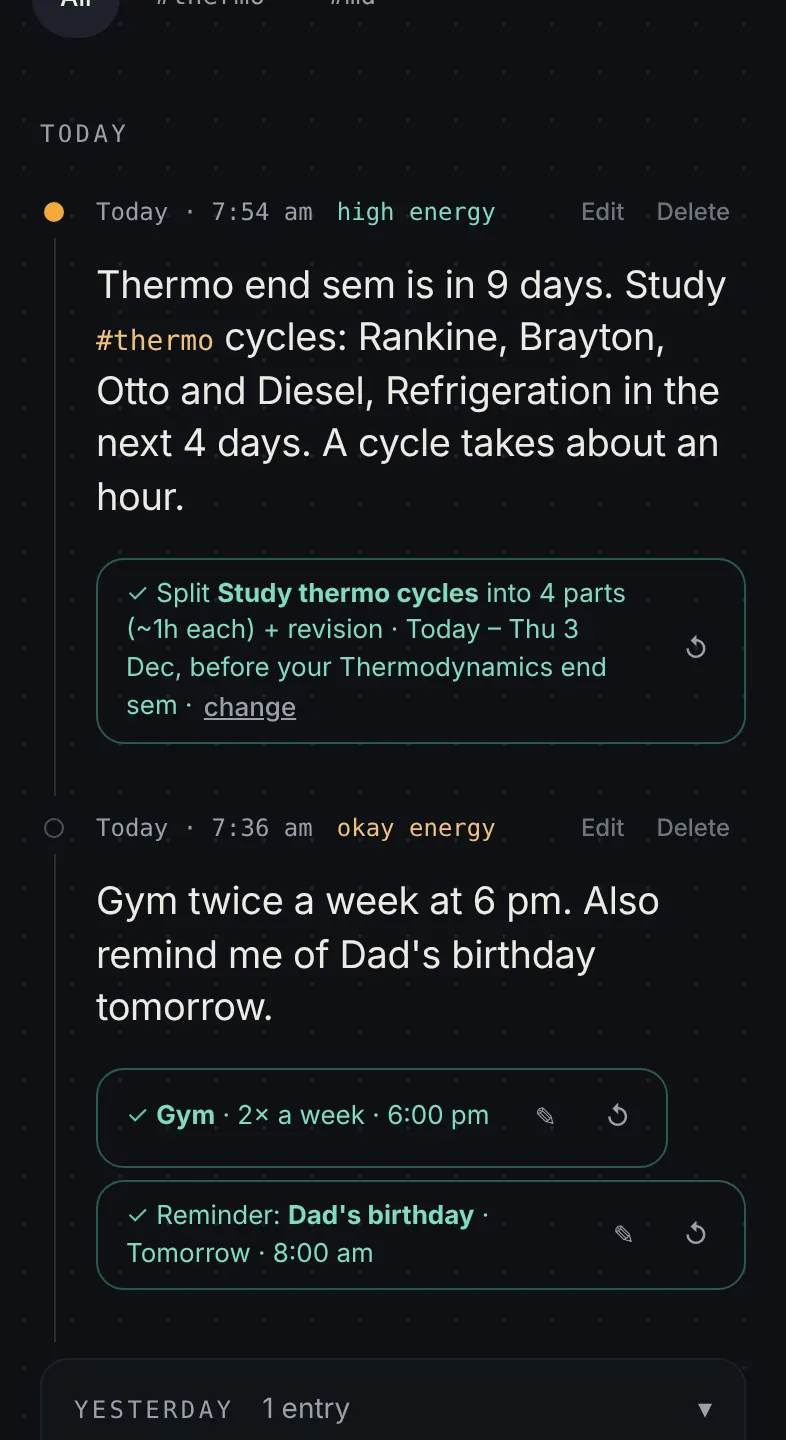 All #thermo #md
TODAY
Today · 7:54 am high energy Edit Delete
Thermo end sem is in 9 days. Study
#thermo cycles: Rankine, Brayton,
Otto and Diesel, Refrigeration in the
next 4 days. A cycle takes about an
hour.
✓ Split Study thermo cycles into 4 parts
(~1h each) + revision · Today – Thu 3
Dec, before your Thermodynamics end
sem · change
Today · 7:36 am okay energy Edit Delete
Gym twice a week at 6 pm. Also
remind me of Dad's birthday
tomorrow.
✓ Gym · 2× a week · 6:00 pm
✓ Reminder: Dad's birthday ·
Tomorrow · 8:00 am
YESTERDAY 1 entry